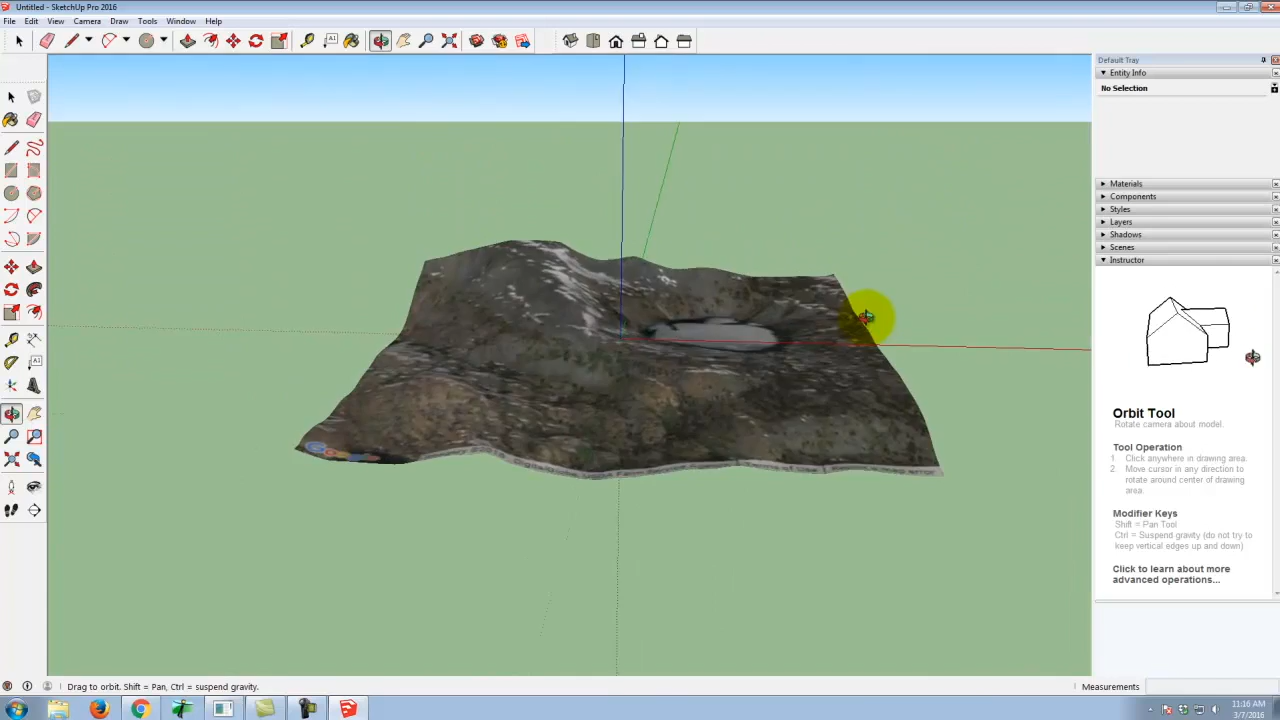 Untitled - SketchUp Pro 2016
File Edit View Camera Draw Tools Window Help
Default Tray
Entity Info
No Selection
Materials
Components
Styles
Layers
Shadows
Scenes
Instructor
Orbit Tool
Rotate camera about model.
Tool Operation
1. Click anywhere in drawing area.
2. Move cursor in any direction to
rotate around center of drawing
area.
Modifier Keys
Shift = Pan Tool
Ctrl = Suspend gravity (do not try to
keep vertical edges up and down)
Click to learn about more
advanced operations...
Drag to orbit. Shift = Pan, Ctrl = suspend gravity.
Measurements
11:16 AM
3/7/2016